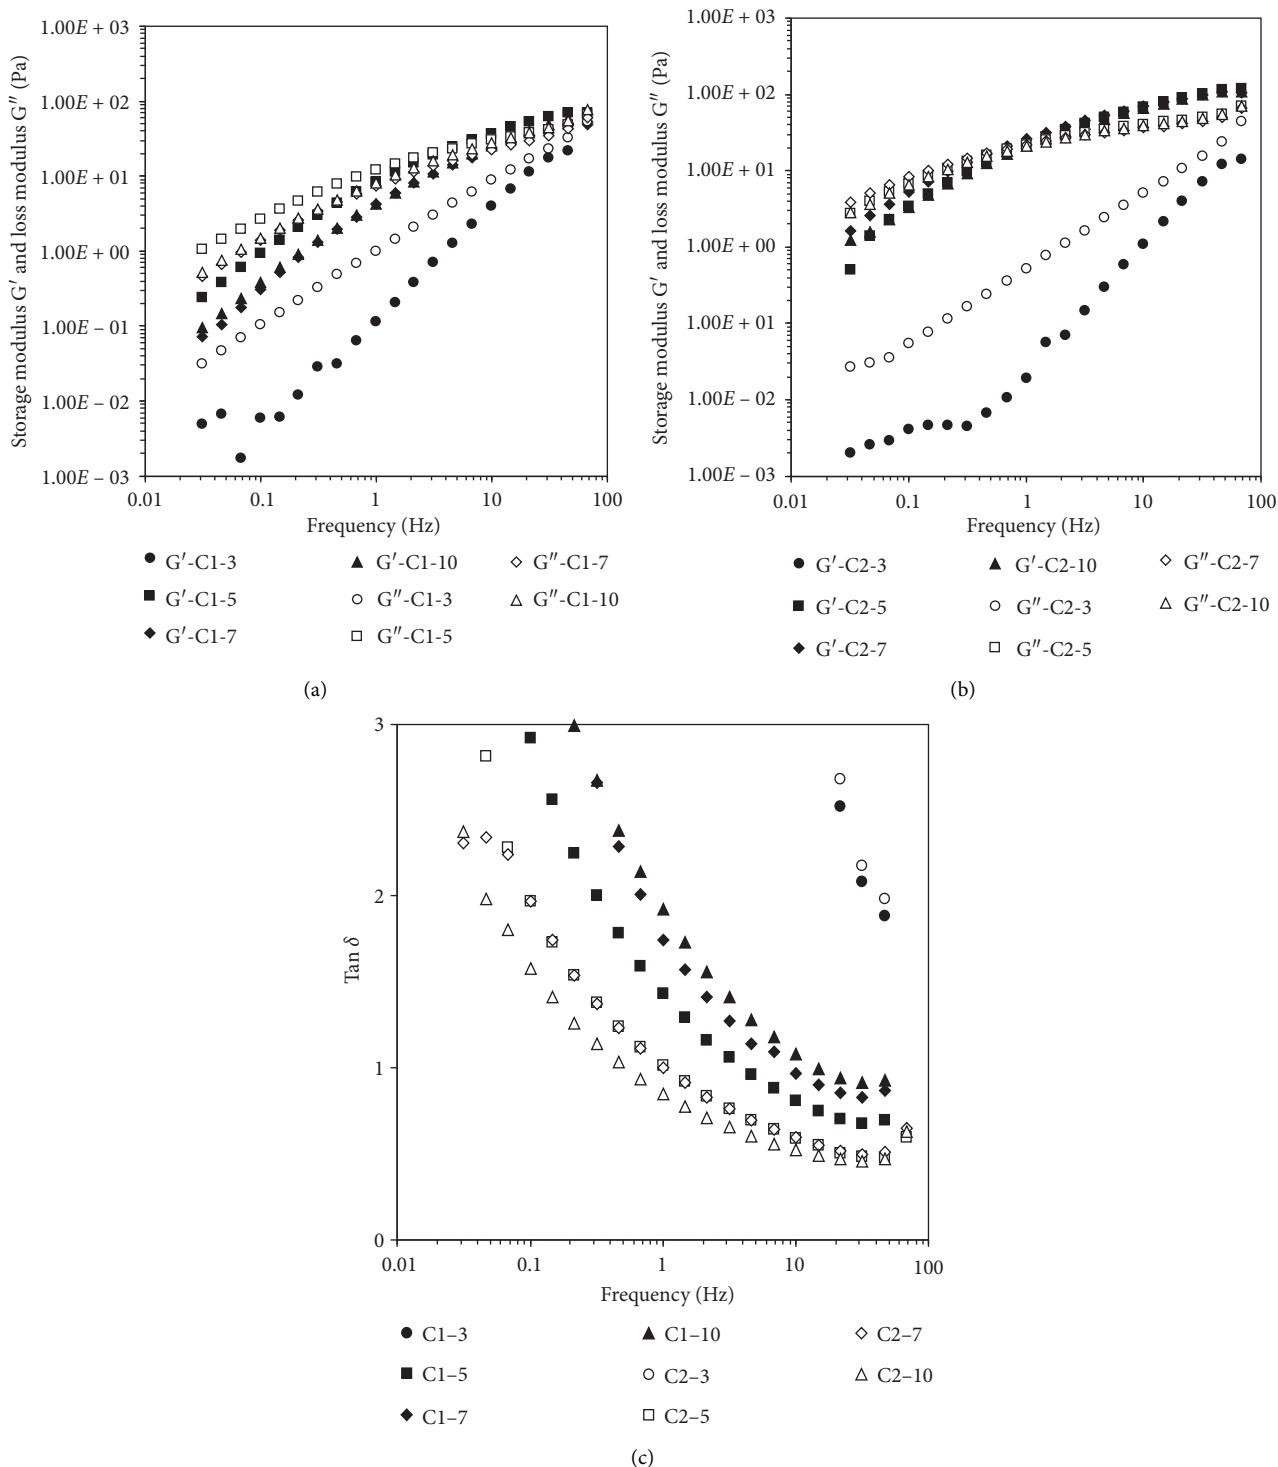 Storage modulus G′ and loss modulus G″ (Pa)
1.00E + 03
1.00E + 02
1.00E + 01
1.00E + 00
1.00E – 01
1.00E – 02
1.00E – 03
0.01 0.1 1 10 100
Frequency (Hz)
G′-C1-3
G′-C1-5
G′-C1-7
G′-C1-10
G″-C1-3
G″-C1-5
G″-C1-7
G″-C1-10
(a)
Storage modulus G′ and loss modulus G″ (Pa)
1.00E + 03
1.00E + 02
1.00E + 01
1.00E + 00
1.00E + 01
1.00E – 02
1.00E – 03
0.01 0.1 1 10 100
Frequency (Hz)
G′-C2-3
G′-C2-5
G′-C2-7
G′-C2-10
G″-C2-3
G″-C2-5
G″-C2-7
G″-C2-10
(b)
Tan δ
3
2
1
0
0.01 0.1 1 10 100
Frequency (Hz)
C1–3
C1–5
C1–7
C1–10
C2–3
C2–5
C2–7
C2–10
(c)